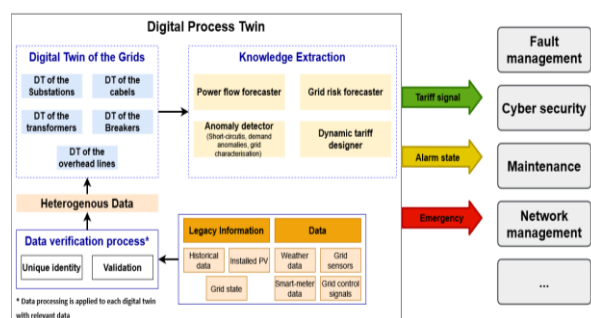 Digital Process Twin
Digital Twin of the Grids
DT of the
Substations
DT of the
cabels
DT of the
transformers
DT of the
Breakers
DT of the
overhead lines
Knowledge Extraction
Power flow forecaster
Grid risk forecaster
Anomaly detector
(Short-circutis, demand
anomalies, grid
characterisation)
Dynamic tariff
designer
Heterogenous Data
Data verification process*
Unique identity
Validation
* Data processing is applied to each digital twin
with relevant data
Legacy Information
Data
Historical
data
Installed PV
Grid state
Weather
data
Grid
sensors
Smart-meter
data
Grid control
signals
Tariff signal
Alarm state
Emergency
Fault
management
Cyber security
Maintenance
Network
management
...